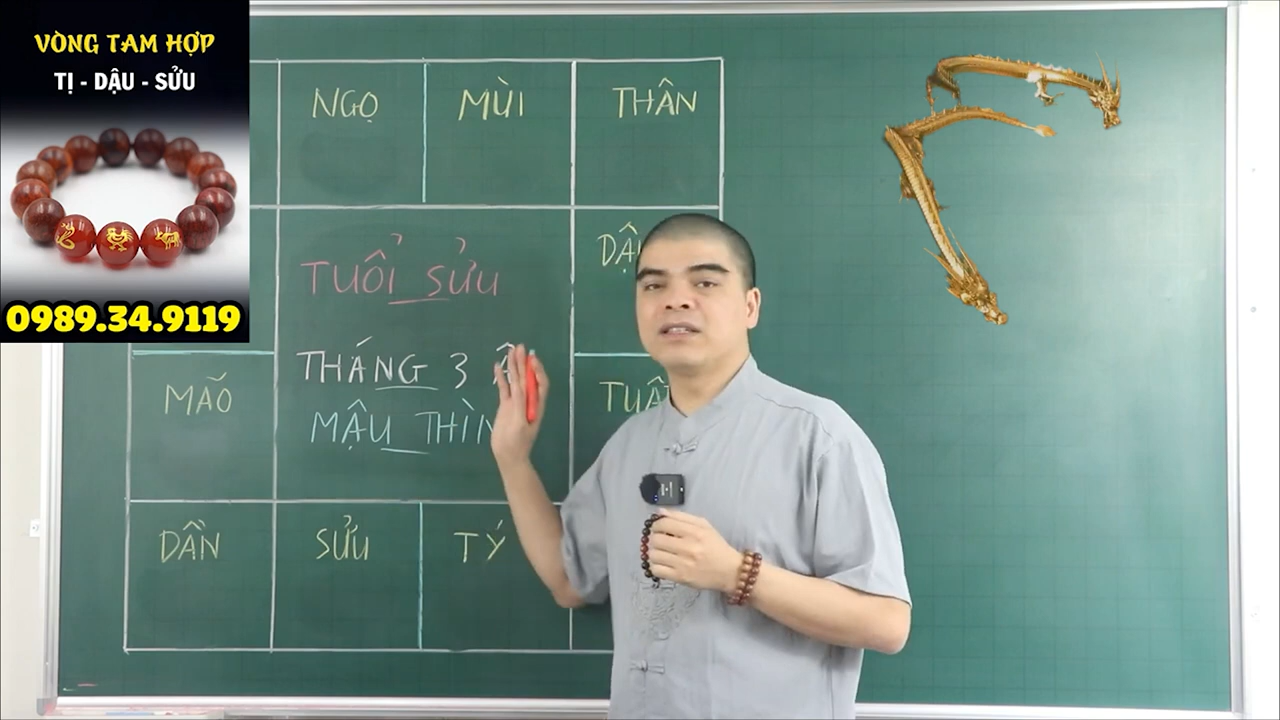 VÒNG TAM HỢP
TỊ - DẬU - SỬU
0989.34.9119
NGỌ
MÙI
THÂN
TUỔI SỬU
THÁNG 3
MẬU THÌN
MÃO
DẦN
SỬU
TÝ